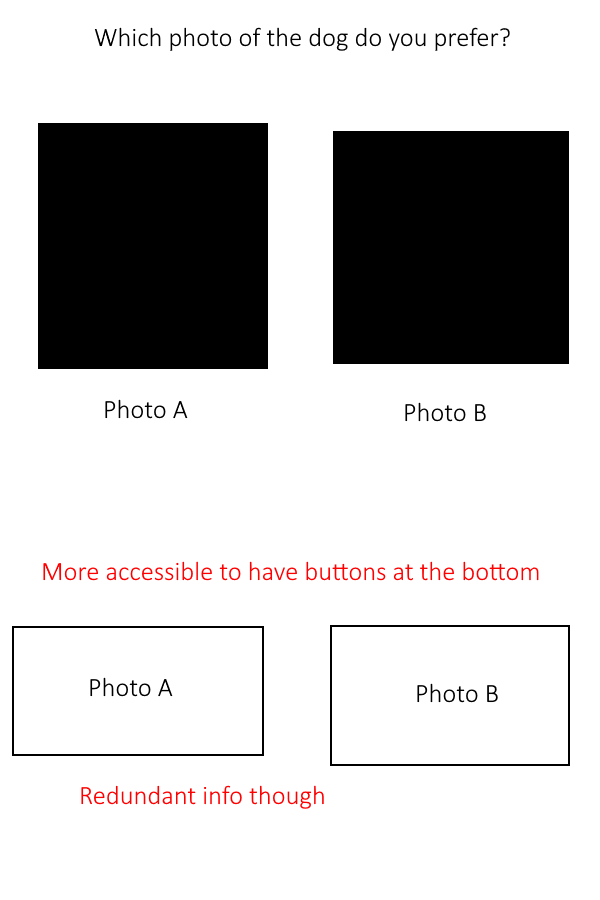 Which photo of the dog do you prefer?
Photo A
Photo B
More accessible to have buttons at the bottom
Photo A
Photo B
Redundant info though